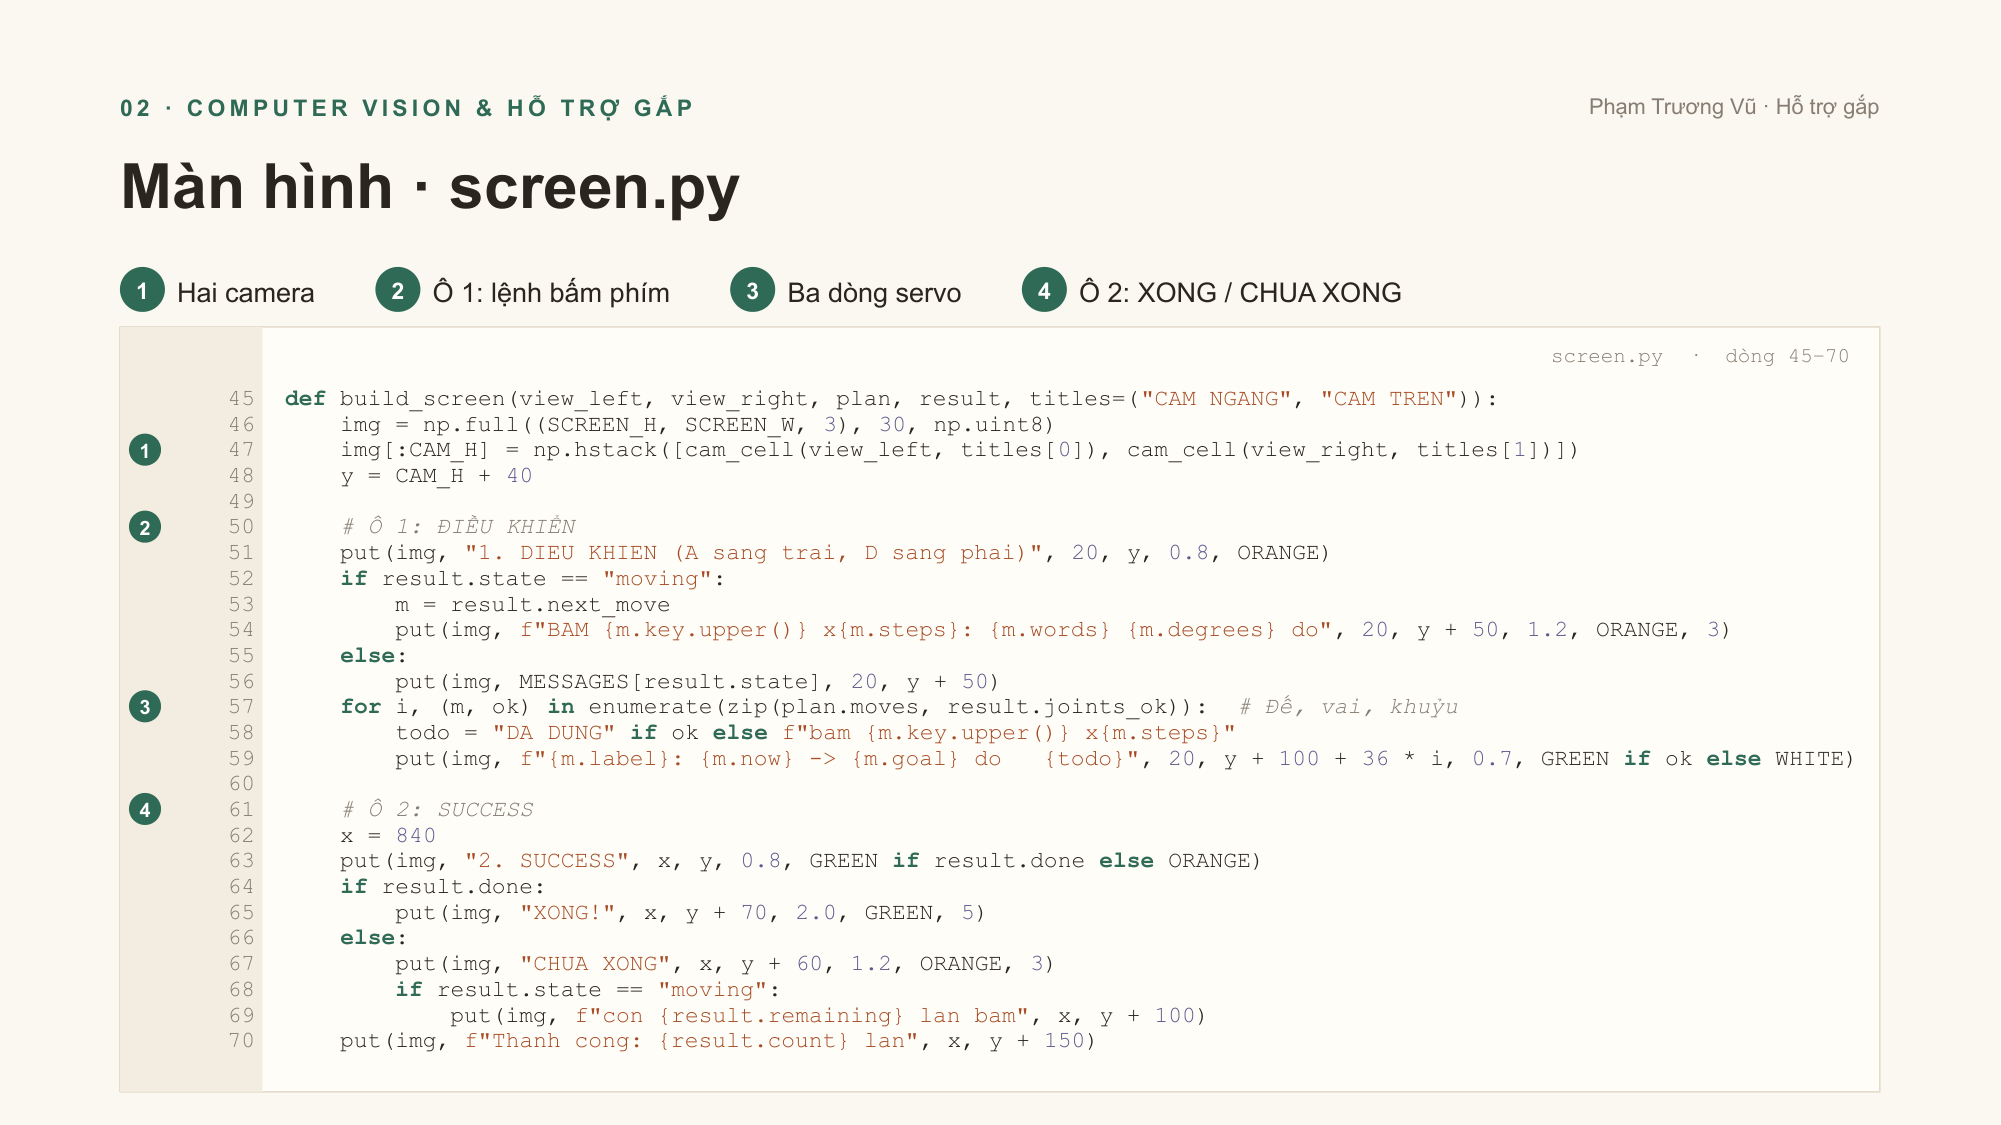 02 · COMPUTER VISION & HỖ TRỢ GẮP
Phạm Trương Vũ · Hỗ trợ gắp
Màn hình · screen.py
1 Hai camera
2 Ô 1: lệnh bấm phím
3 Ba dòng servo
4 Ô 2: XONG / CHUA XONG
screen.py · dòng 45–70
45 def build_screen(view_left, view_right, plan, result, titles=("CAM NGANG", "CAM TREN")):
46     img = np.full((SCREEN_H, SCREEN_W, 3), 30, np.uint8)
1 47     img[:CAM_H] = np.hstack([cam_cell(view_left, titles[0]), cam_cell(view_right, titles[1])])
48     y = CAM_H + 40
49
2 50     # Ô 1: ĐIỀU KHIỂN
51     put(img, "1. DIEU KHIEN (A sang trai, D sang phai)", 20, y, 0.8, ORANGE)
52     if result.state == "moving":
53         m = result.next_move
54         put(img, f"BAM {m.key.upper()} x{m.steps}: {m.words} {m.degrees} do", 20, y + 50, 1.2, ORANGE, 3)
55     else:
56         put(img, MESSAGES[result.state], 20, y + 50)
3 57     for i, (m, ok) in enumerate(zip(plan.moves, result.joints_ok)):  # Đế, vai, khuỷu
58         todo = "DA DUNG" if ok else f"bam {m.key.upper()} x{m.steps}"
59         put(img, f"{m.label}: {m.now} -> {m.goal} do   {todo}", 20, y + 100 + 36 * i, 0.7, GREEN if ok else WHITE)
60
4 61     # Ô 2: SUCCESS
62     x = 840
63     put(img, "2. SUCCESS", x, y, 0.8, GREEN if result.done else ORANGE)
64     if result.done:
65         put(img, "XONG!", x, y + 70, 2.0, GREEN, 5)
66     else:
67         put(img, "CHUA XONG", x, y + 60, 1.2, ORANGE, 3)
68         if result.state == "moving":
69             put(img, f"con {result.remaining} lan bam", x, y + 100)
70     put(img, f"Thanh cong: {result.count} lan", x, y + 150)